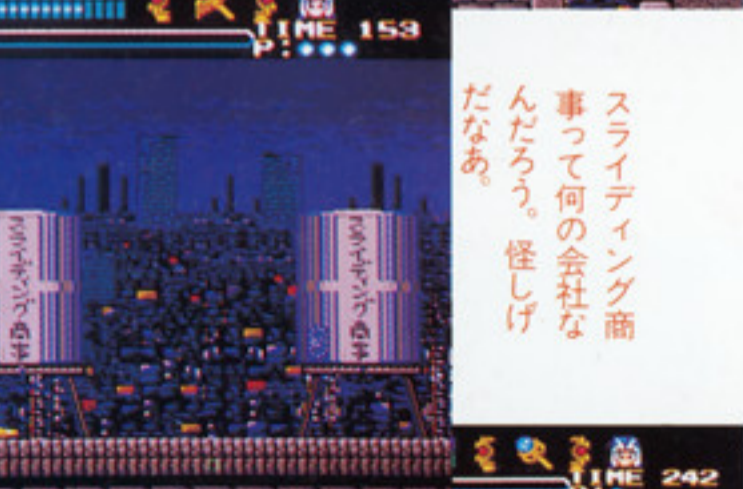 TIME 153
P:
スライディング商事
スライディング商事
スライディング商
事って何の会社な
んだろう。怪しげ
だなあ。
TIME 242